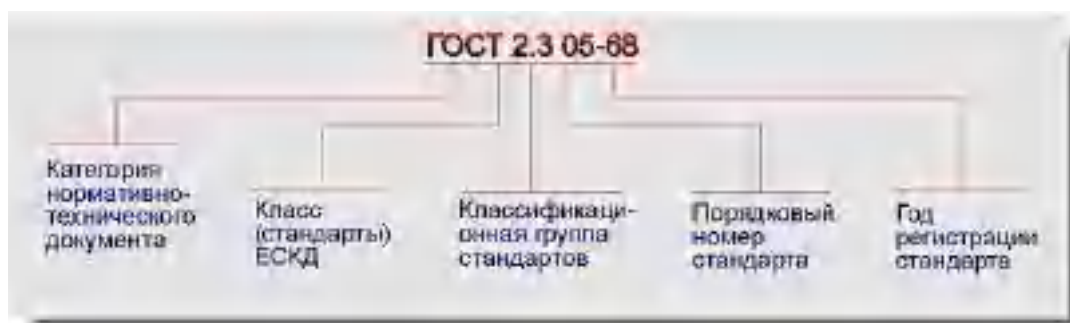 ГОСТ 2.3 05-68
Категория
нормативно-
технического
документа
Класс
(стандарты)
ЕСКД
Классификаци-
онная группа
стандартов
Порядковый
номер
стандарта
Год
регистрации
стандарта